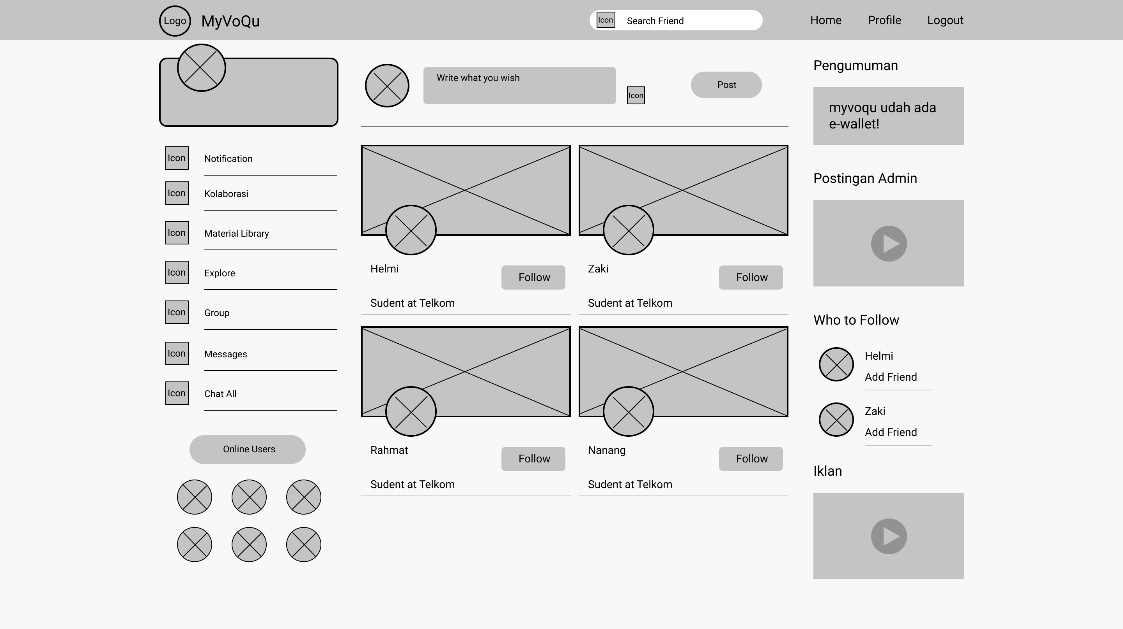 Logo
MyVoQu
Icon
Search Friend
Home
Profile
Logout
Icon
Notification
Icon
Kolaborasi
Icon
Material Library
Icon
Explore
Icon
Group
Icon
Messages
Icon
Chat All
Online Users
Write what you wish
Icon
Post
Helmi
Follow
Sudent at Telkom
Zaki
Follow
Sudent at Telkom
Rahmat
Follow
Sudent at Telkom
Nanang
Follow
Sudent at Telkom
Pengumuman
myvoqu udah ada
e-wallet!
Postingan Admin
Who to Follow
Helmi
Add Friend
Zaki
Add Friend
Iklan